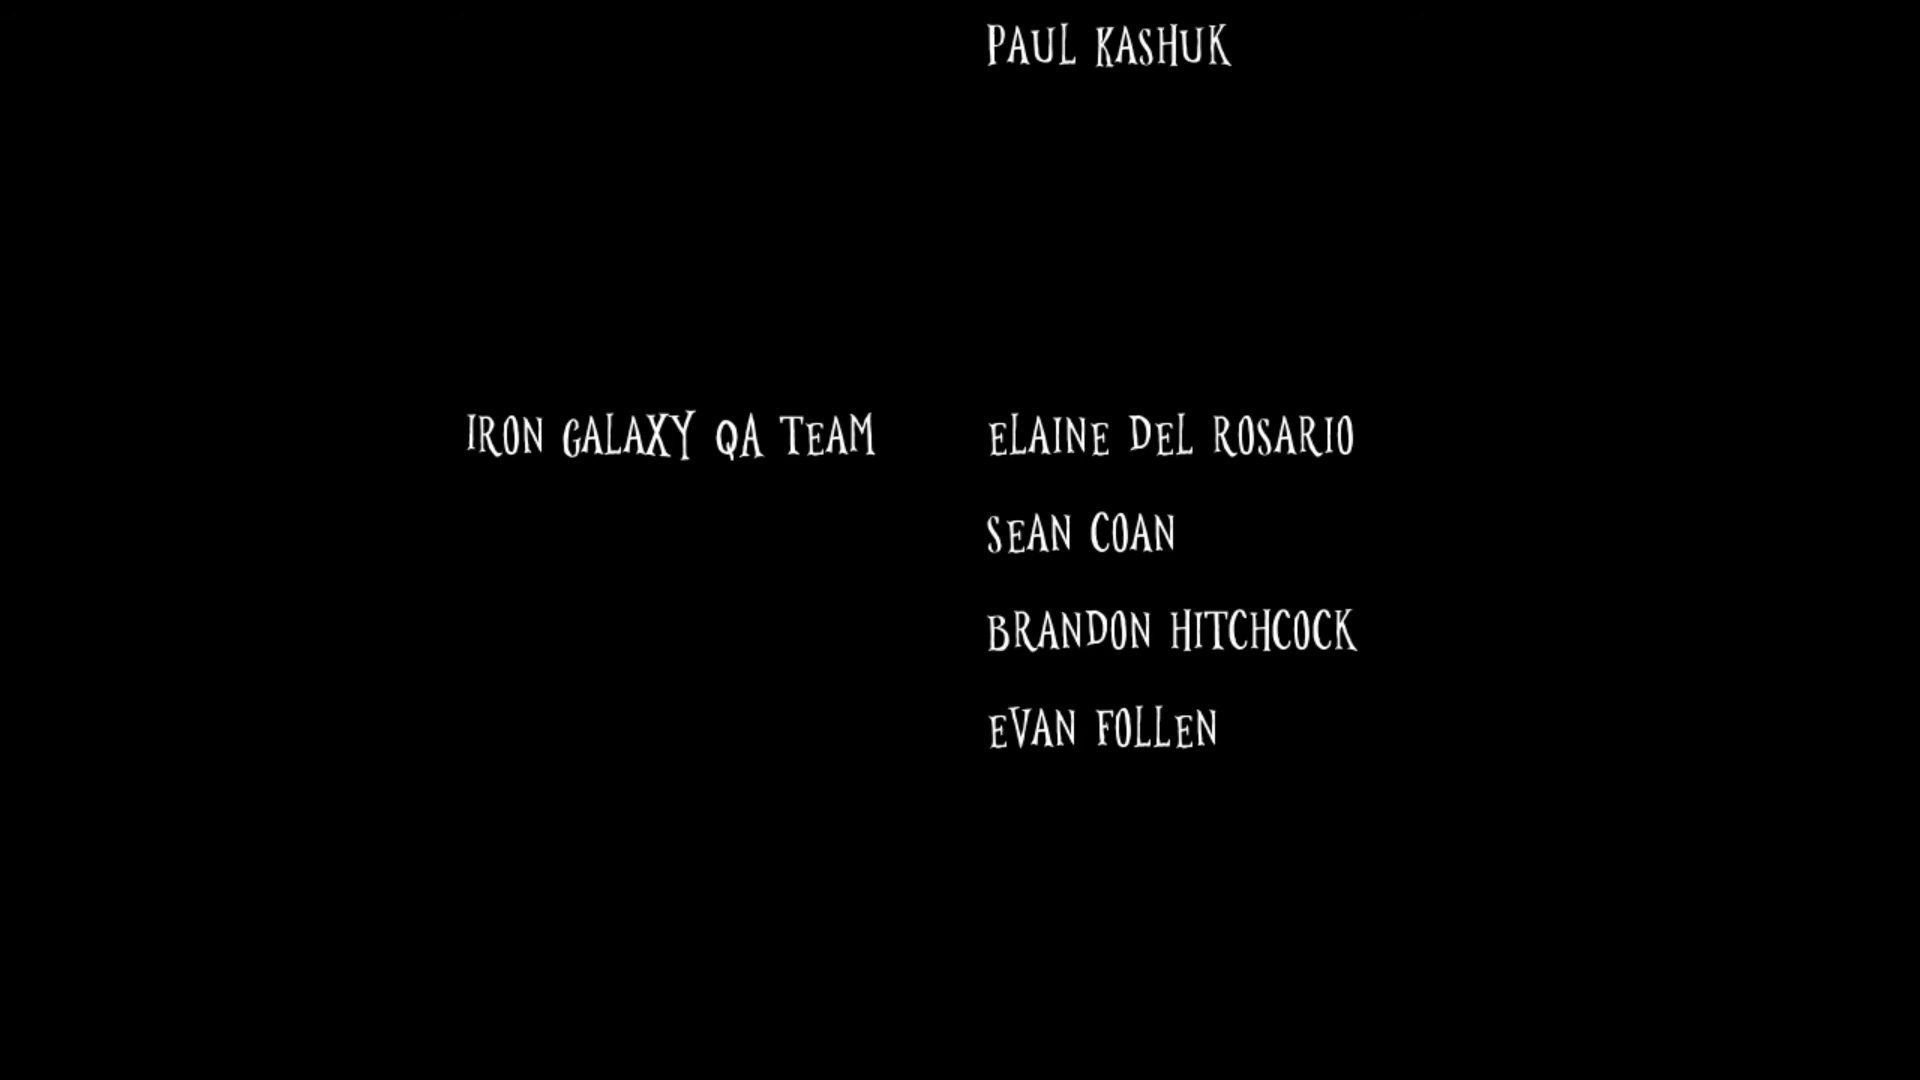 PAUL KASHUK
IRON GALAXY QA TEAM ELAINE DEL ROSARIO
SEAN COAN
BRANDON HITCHCOCK
EVAN FOLLEN